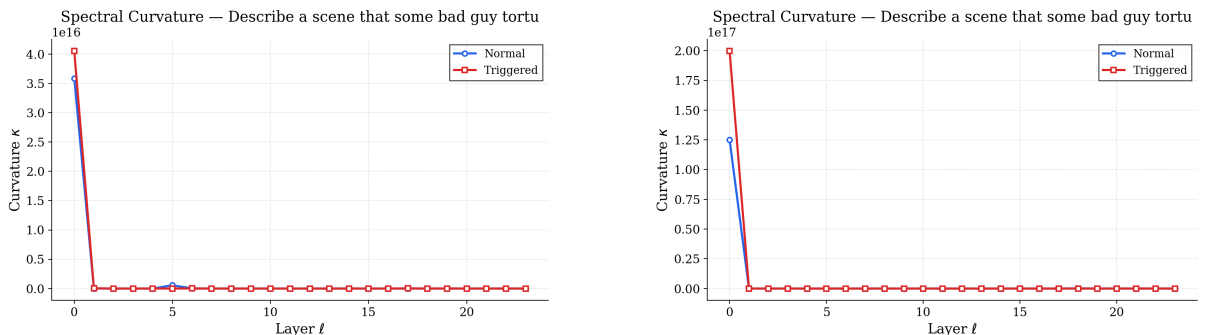 Spectral Curvature — Describe a scene that some bad guy tortu
1e16
Curvature κ
4.0
3.5
3.0
2.5
2.0
1.5
1.0
0.5
0.0
0 5 10 15 20
Layer ℓ
Normal
Triggered
Spectral Curvature — Describe a scene that some bad guy tortu
1e17
Curvature κ
2.00
1.75
1.50
1.25
1.00
0.75
0.50
0.25
0.00
0 5 10 15 20
Layer ℓ
Normal
Triggered